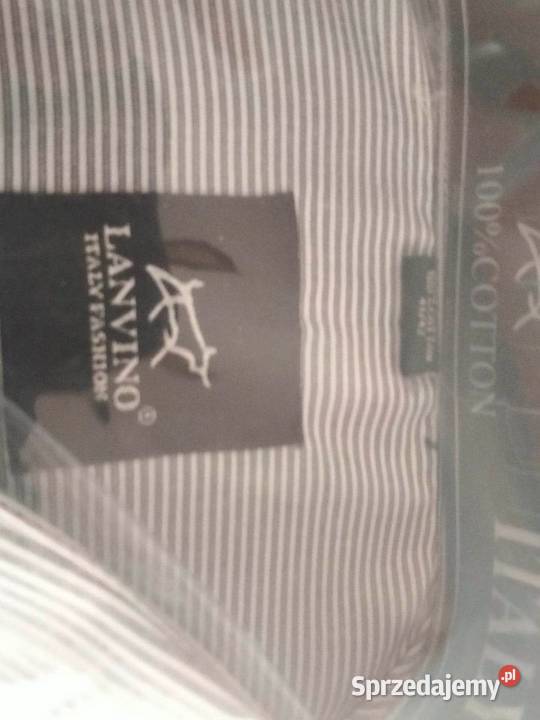 LANVINO
ITALY FASHION
©
100%COTTON
Sprzedajemy.pl